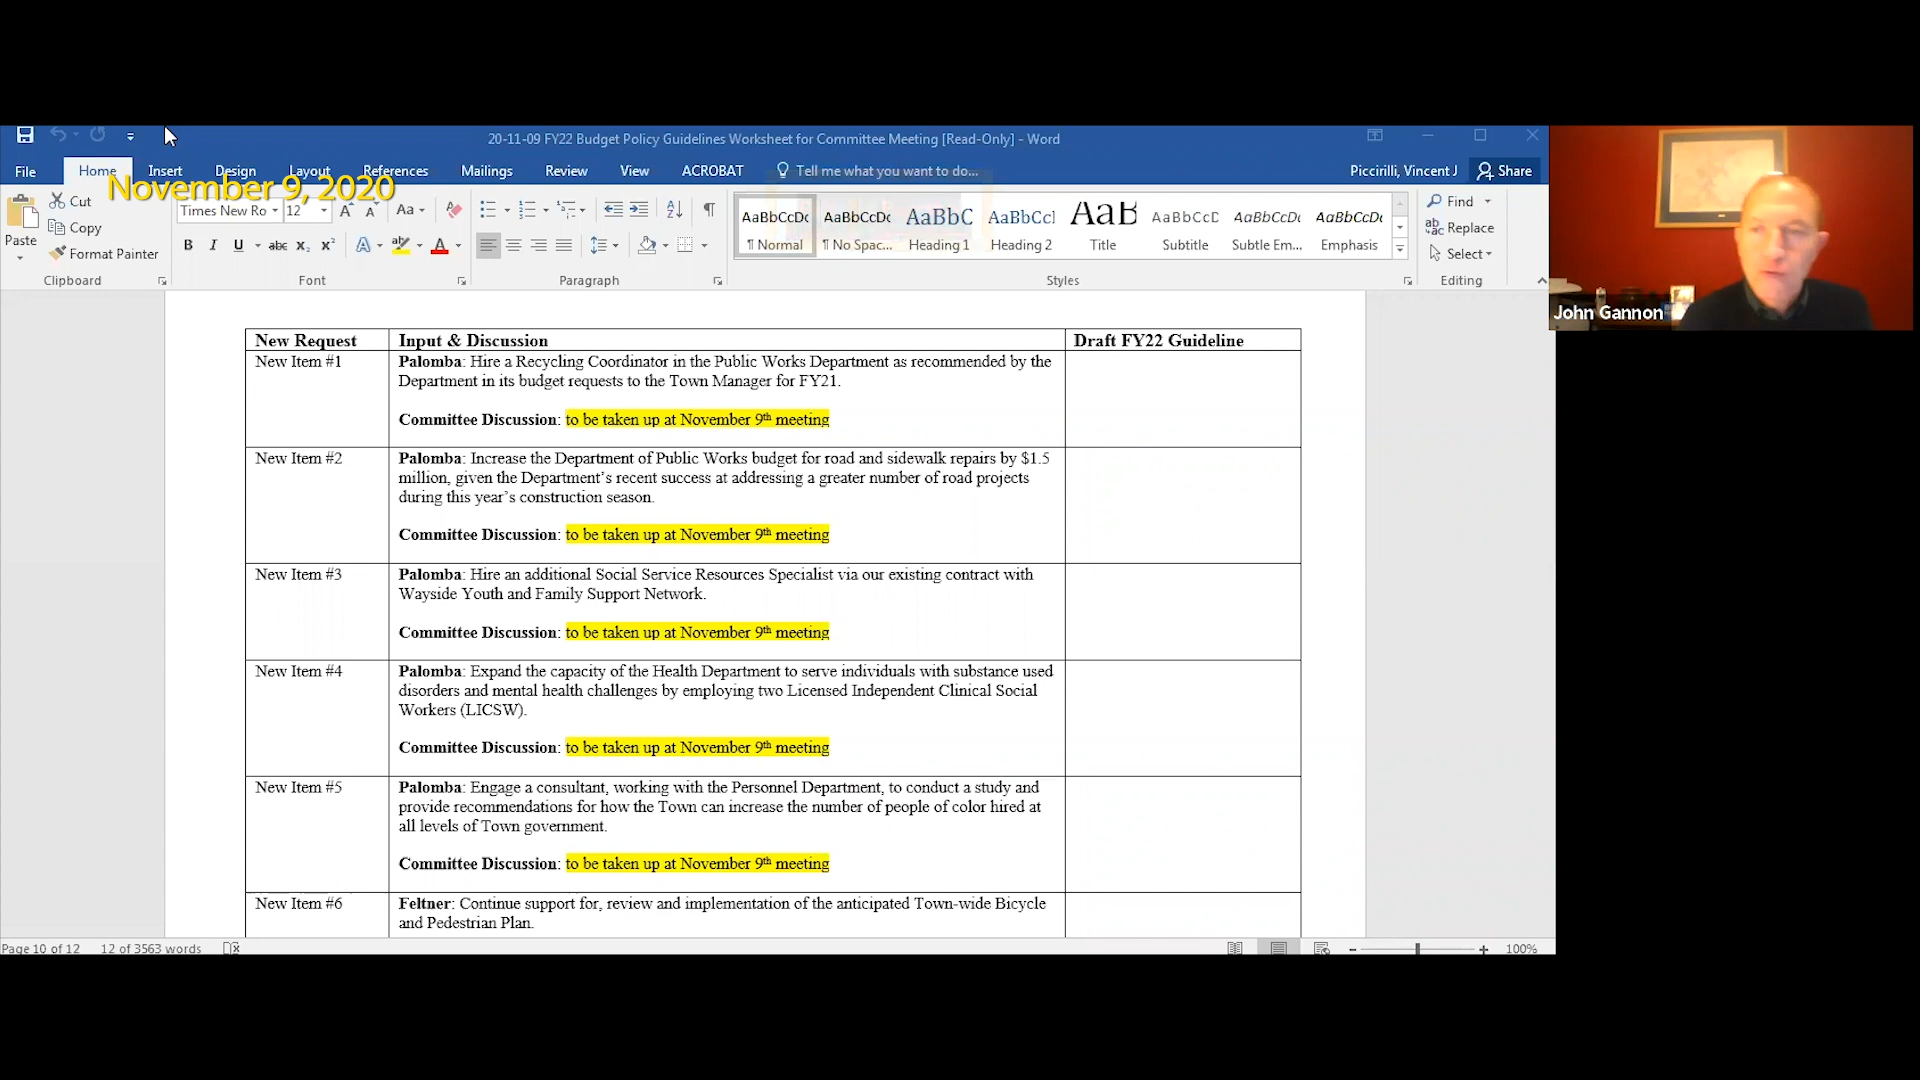 20-11-09 FY22 Budget Policy Guidelines Worksheet for Committee Meeting [Read-Only] - Word
File Home Insert Design Layout References Mailings Review View ACROBAT Tell me what you want to do... Piccirilli, Vincent J Share
November 9, 2020
Paste
Cut
Copy
Format Painter
Clipboard
Times New Ro 12 A A Aa
B I U abc x₂ x² A ab A
Font
Paragraph
AaBbCcDc AaBbCcDc AaBbC AaBbCcI AaB AaBbCcD AaBbCcDc AaBbCcDc
¶ Normal ¶ No Spac... Heading 1 Heading 2 Title Subtitle Subtle Em... Emphasis
Styles
Find
Replace
Select
Editing
John Gannon
New Request Input & Discussion Draft FY22 Guideline
New Item #1 Palomba: Hire a Recycling Coordinator in the Public Works Department as recommended by the
Department in its budget requests to the Town Manager for FY21.
Committee Discussion: to be taken up at November 9th meeting
New Item #2 Palomba: Increase the Department of Public Works budget for road and sidewalk repairs by $1.5
million, given the Department’s recent success at addressing a greater number of road projects
during this year’s construction season.
Committee Discussion: to be taken up at November 9th meeting
New Item #3 Palomba: Hire an additional Social Service Resources Specialist via our existing contract with
Wayside Youth and Family Support Network.
Committee Discussion: to be taken up at November 9th meeting
New Item #4 Palomba: Expand the capacity of the Health Department to serve individuals with substance used
disorders and mental health challenges by employing two Licensed Independent Clinical Social
Workers (LICSW).
Committee Discussion: to be taken up at November 9th meeting
New Item #5 Palomba: Engage a consultant, working with the Personnel Department, to conduct a study and
provide recommendations for how the Town can increase the number of people of color hired at
all levels of Town government.
Committee Discussion: to be taken up at November 9th meeting
New Item #6 Feltner: Continue support for, review and implementation of the anticipated Town-wide Bicycle
and Pedestrian Plan.
Page 10 of 12 12 of 3563 words 100%